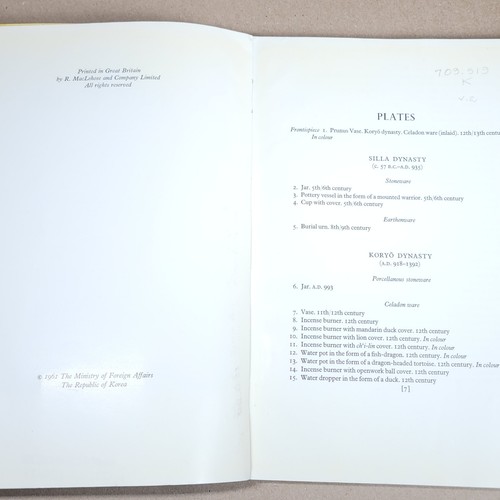 Printed in Great Britain
by R. MacLehose and Company Limited
All rights reserved
© 1961 The Ministry of Foreign Affairs
The Republic of Korea
709.519
K
PLATES
Frontispiece 1. Prunus Vase. Koryŏ dynasty. Celadon ware (inlaid). 12th/13th
In colour
SILLA DYNASTY
(c. 57 B.C.–A.D. 935)
Stoneware
2. Jar. 5th/6th century
3. Pottery vessel in the form of a mounted warrior. 5th/6th century
4. Cup with cover. 5th/6th century
Earthenware
5. Burial urn. 8th/9th century
KORYŎ DYNASTY
(A.D. 918–1392)
Porcellanous stoneware
6. Jar. A.D. 993
Celadon ware
7. Vase. 11th/12th century
8. Incense burner. 12th century
9. Incense burner with mandarin duck cover. 12th century
10. Incense burner with lion cover. 12th century. In colour
11. Incense burner with ch'i-lin cover. 12th century. In colour
12. Water pot in the form of a fish-dragon. 12th century. In colour
13. Water pot in the form of a dragon-headed tortoise. 12th century. In colour
14. Incense burner with openwork ball cover. 12th century
15. Water dropper in the form of a duck. 12th century
[7]